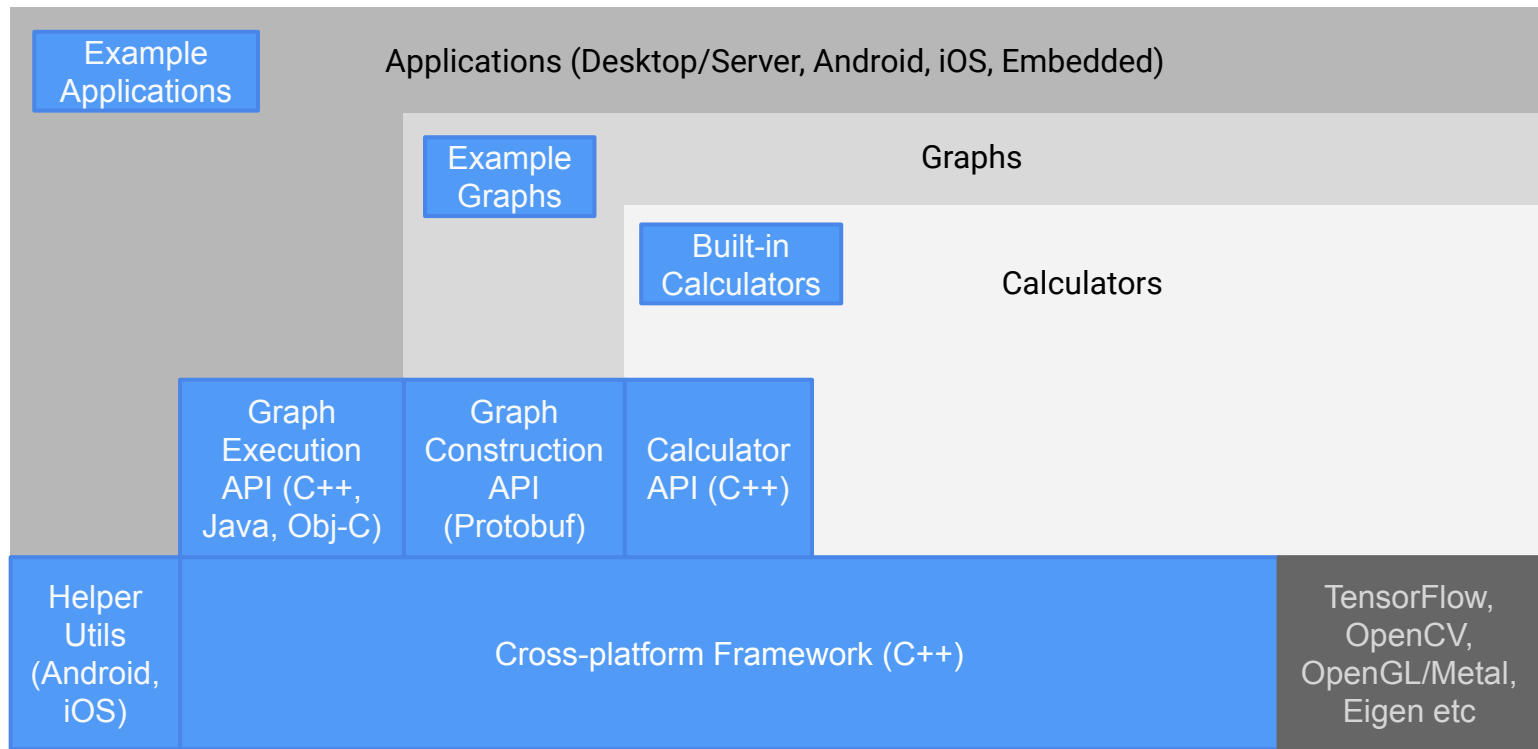 Example
Applications
Applications (Desktop/Server, Android, iOS, Embedded)
Example
Graphs
Graphs
Built-in
Calculators
Calculators
Graph
Execution
API (C++,
Java, Obj-C)
Graph
Construction
API
(Protobuf)
Calculator
API (C++)
Helper
Utils
(Android,
iOS)
Cross-platform Framework (C++)
TensorFlow,
OpenCV,
OpenGL/Metal,
Eigen etc